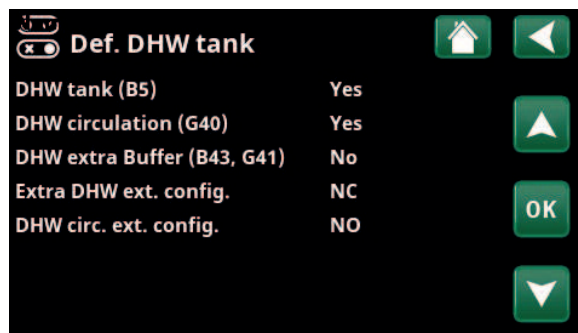 Def. DHW tank
DHW tank (B5) Yes
DHW circulation (G40) Yes
DHW extra Buffer (B43, G41) No
Extra DHW ext. config. NC
DHW circ. ext. config. NO
OK